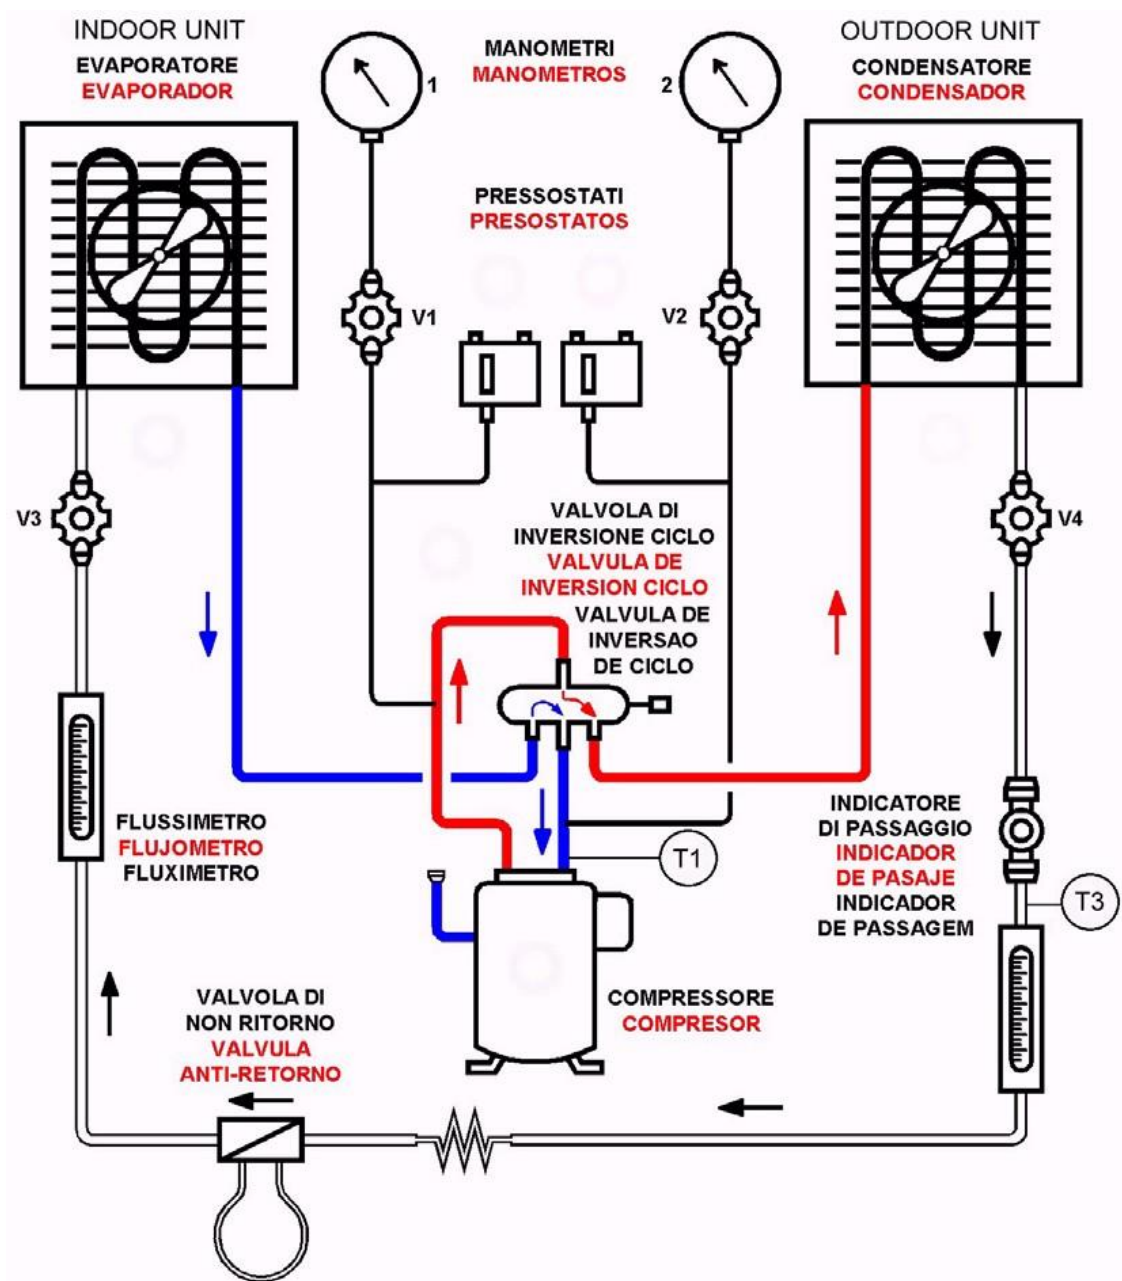 INDOOR UNIT
EVAPORATORE
EVAPORADOR
1
MANOMETRI
MANOMETROS
2
OUTDOOR UNIT
CONDENSATORE
CONDENSADOR
PRESSOSTATI
PRESOSTATOS
V1
V2
V3
V4
VALVOLA DI
INVERSIONE CICLO
VALVULA DE
INVERSION CICLO
VALVULA DE
INVERSAO
DE CICLO
FLUSSIMETRO
FLUJOMETRO
FLUXIMETRO
T1
INDICATORE
DI PASSAGGIO
INDICADOR
DE PASAJE
INDICADOR
DE PASSAGEM
T3
VALVOLA DI
NON RITORNO
VALVULA
ANTI-RETORNO
COMPRESSORE
COMPRESOR